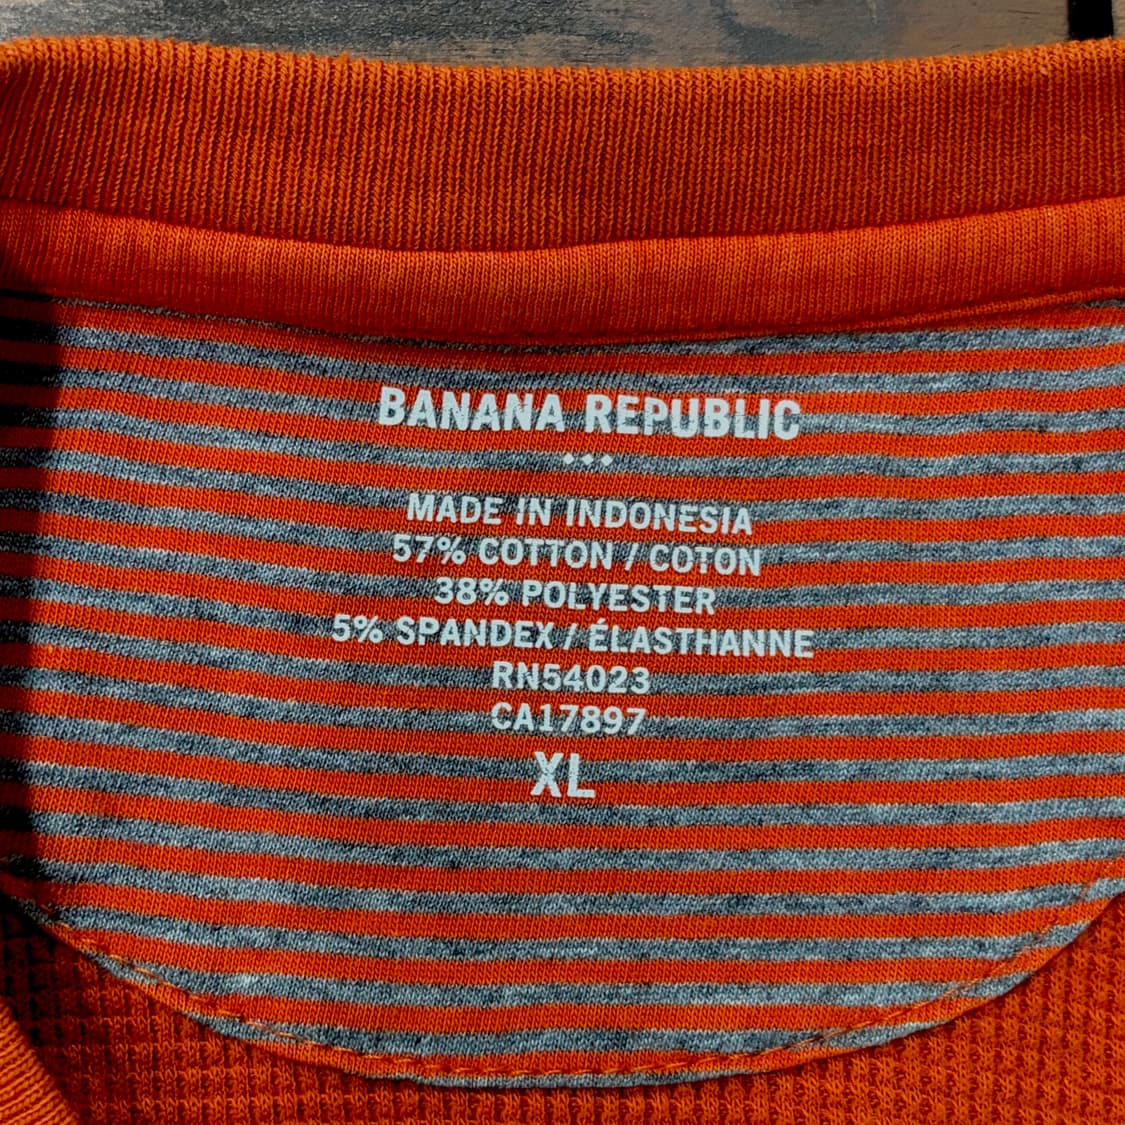 BANANA REPUBLIC
MADE IN INDONESIA
57% COTTON / COTON
38% POLYESTER
5% SPANDEX / ÉLASTHANNE
RN54023
CA17897
XL